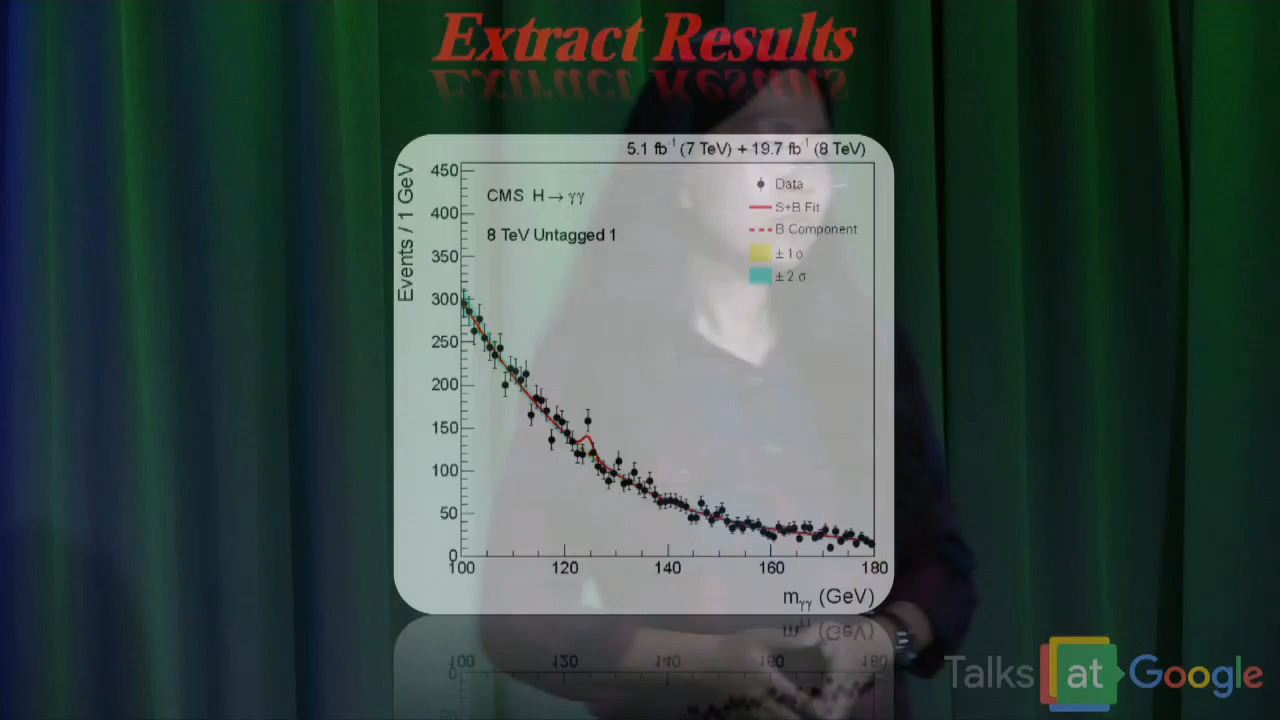 Extract Results
5.1 fb⁻¹ (7 TeV) + 19.7 fb⁻¹ (8 TeV)
Events / 1 GeV
450
400
350
300
250
200
150
100
50
0
CMS H → γγ
8 TeV Untagged 1
Data
S+B Fit
B Component
± 1 σ
± 2 σ
100 120 140 160 180
mγγ (GeV)
Talks at Google